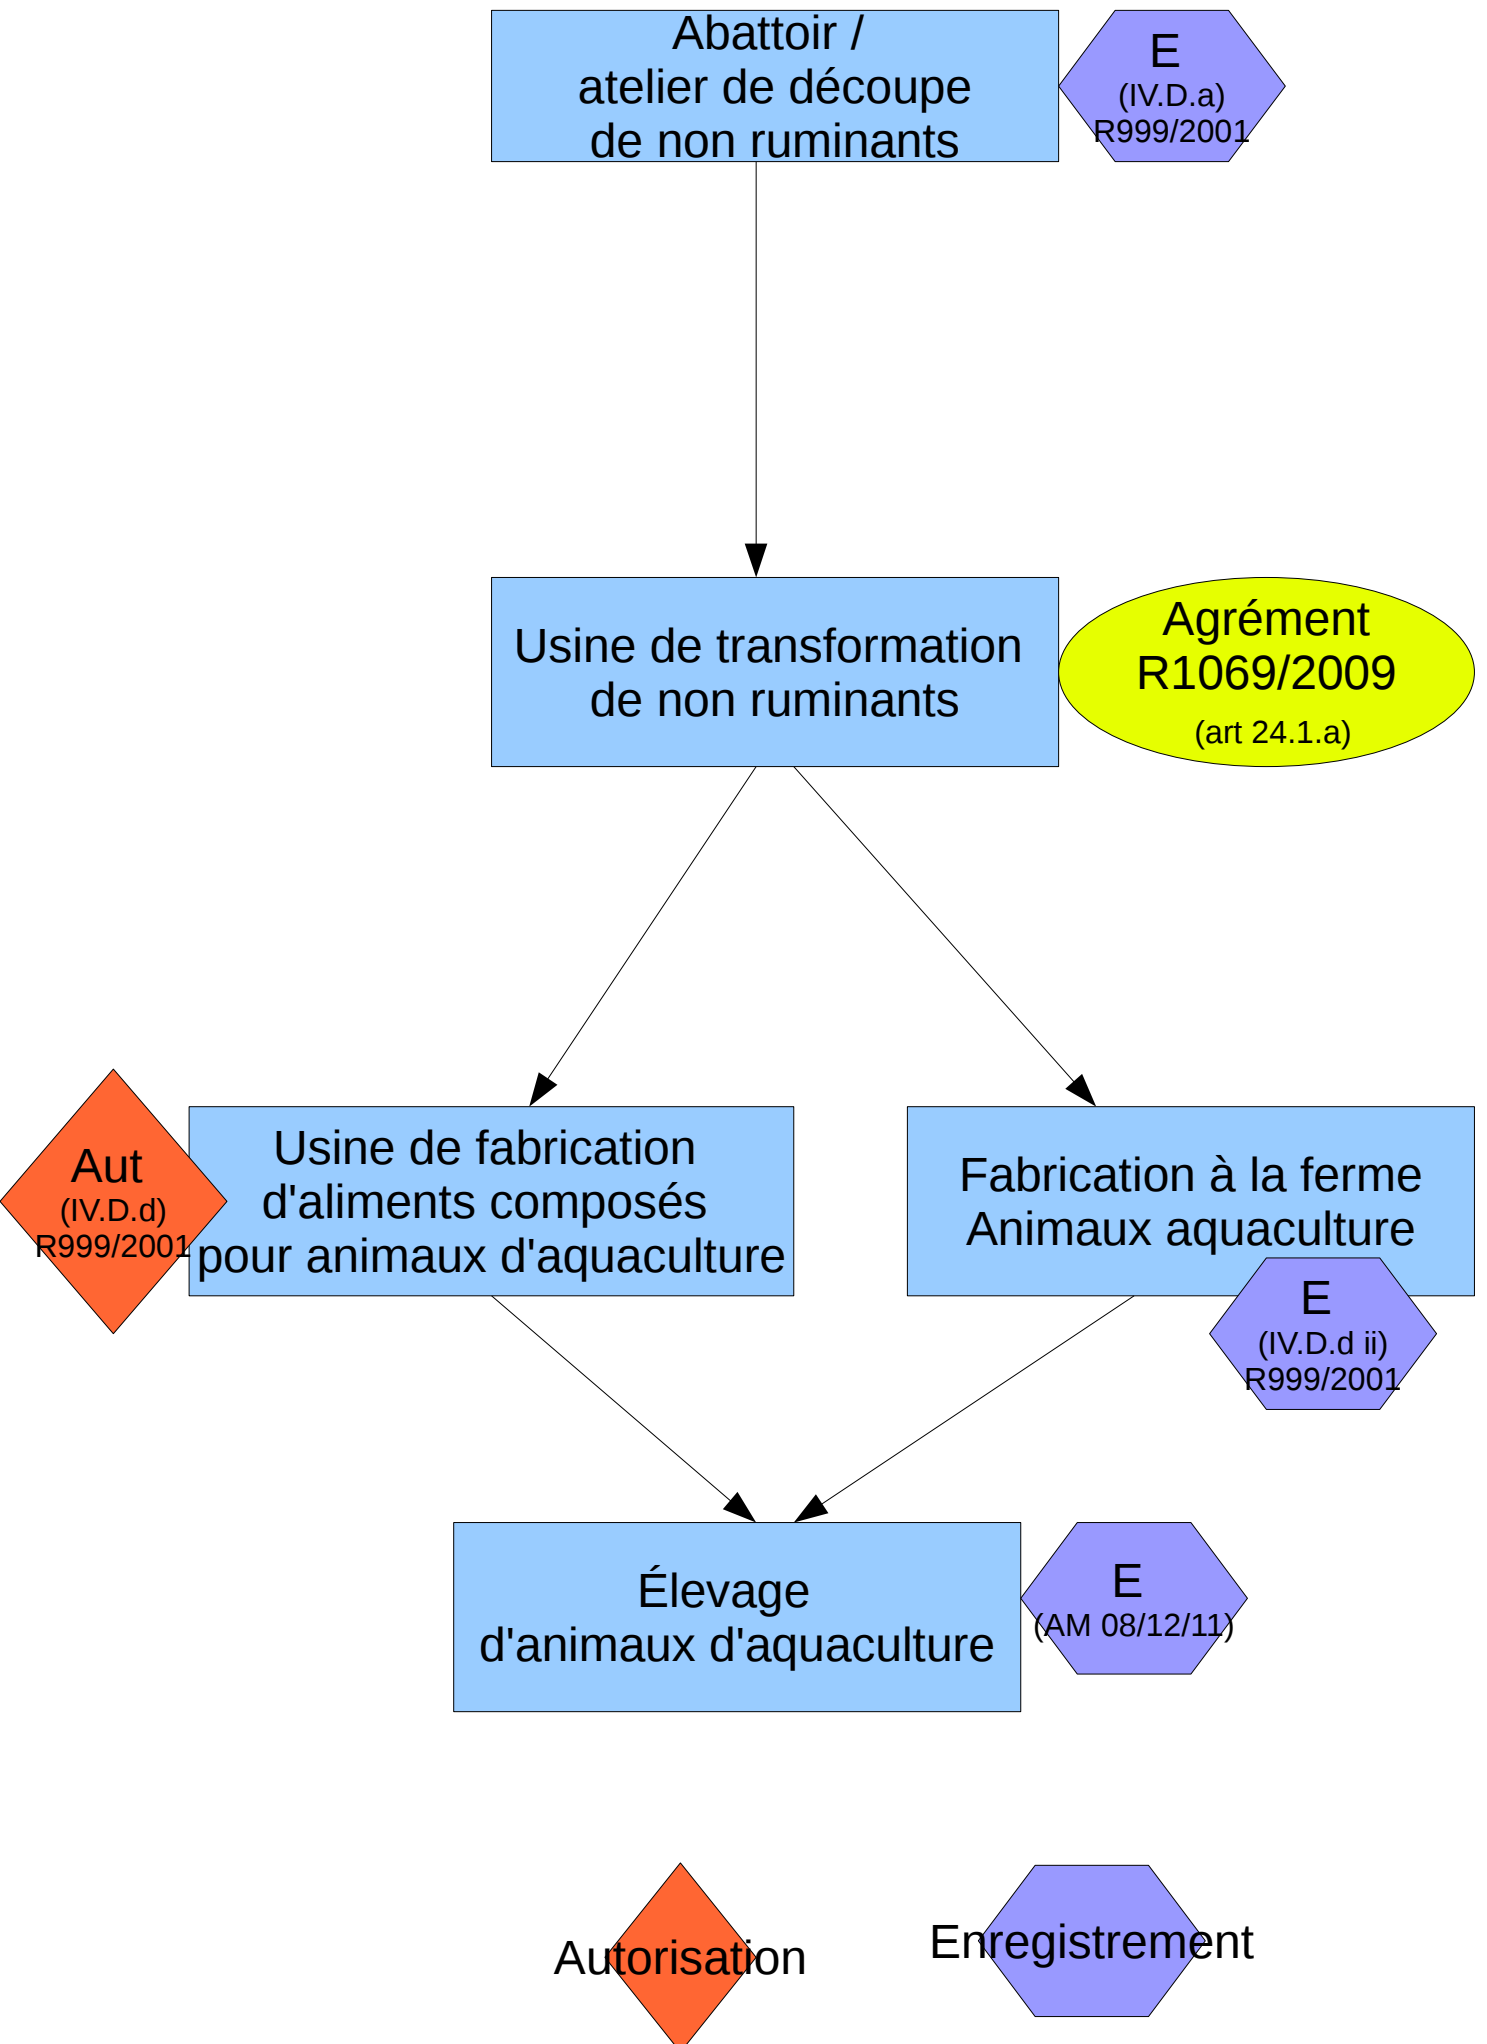 Abattoir /
atelier de découpe
de non ruminants
E
(IV.D.a)
R999/2001
Usine de transformation
de non ruminants
Agrément
R1069/2009
(art 24.1.a)
Aut
(IV.D.d)
R999/2001
Usine de fabrication
d'aliments composés
pour animaux d'aquaculture
Fabrication à la ferme
Animaux aquaculture
E
(IV.D.d ii)
R999/2001
Élevage
d'animaux d'aquaculture
E
(AM 08/12/11)
Autorisation
Enregistrement